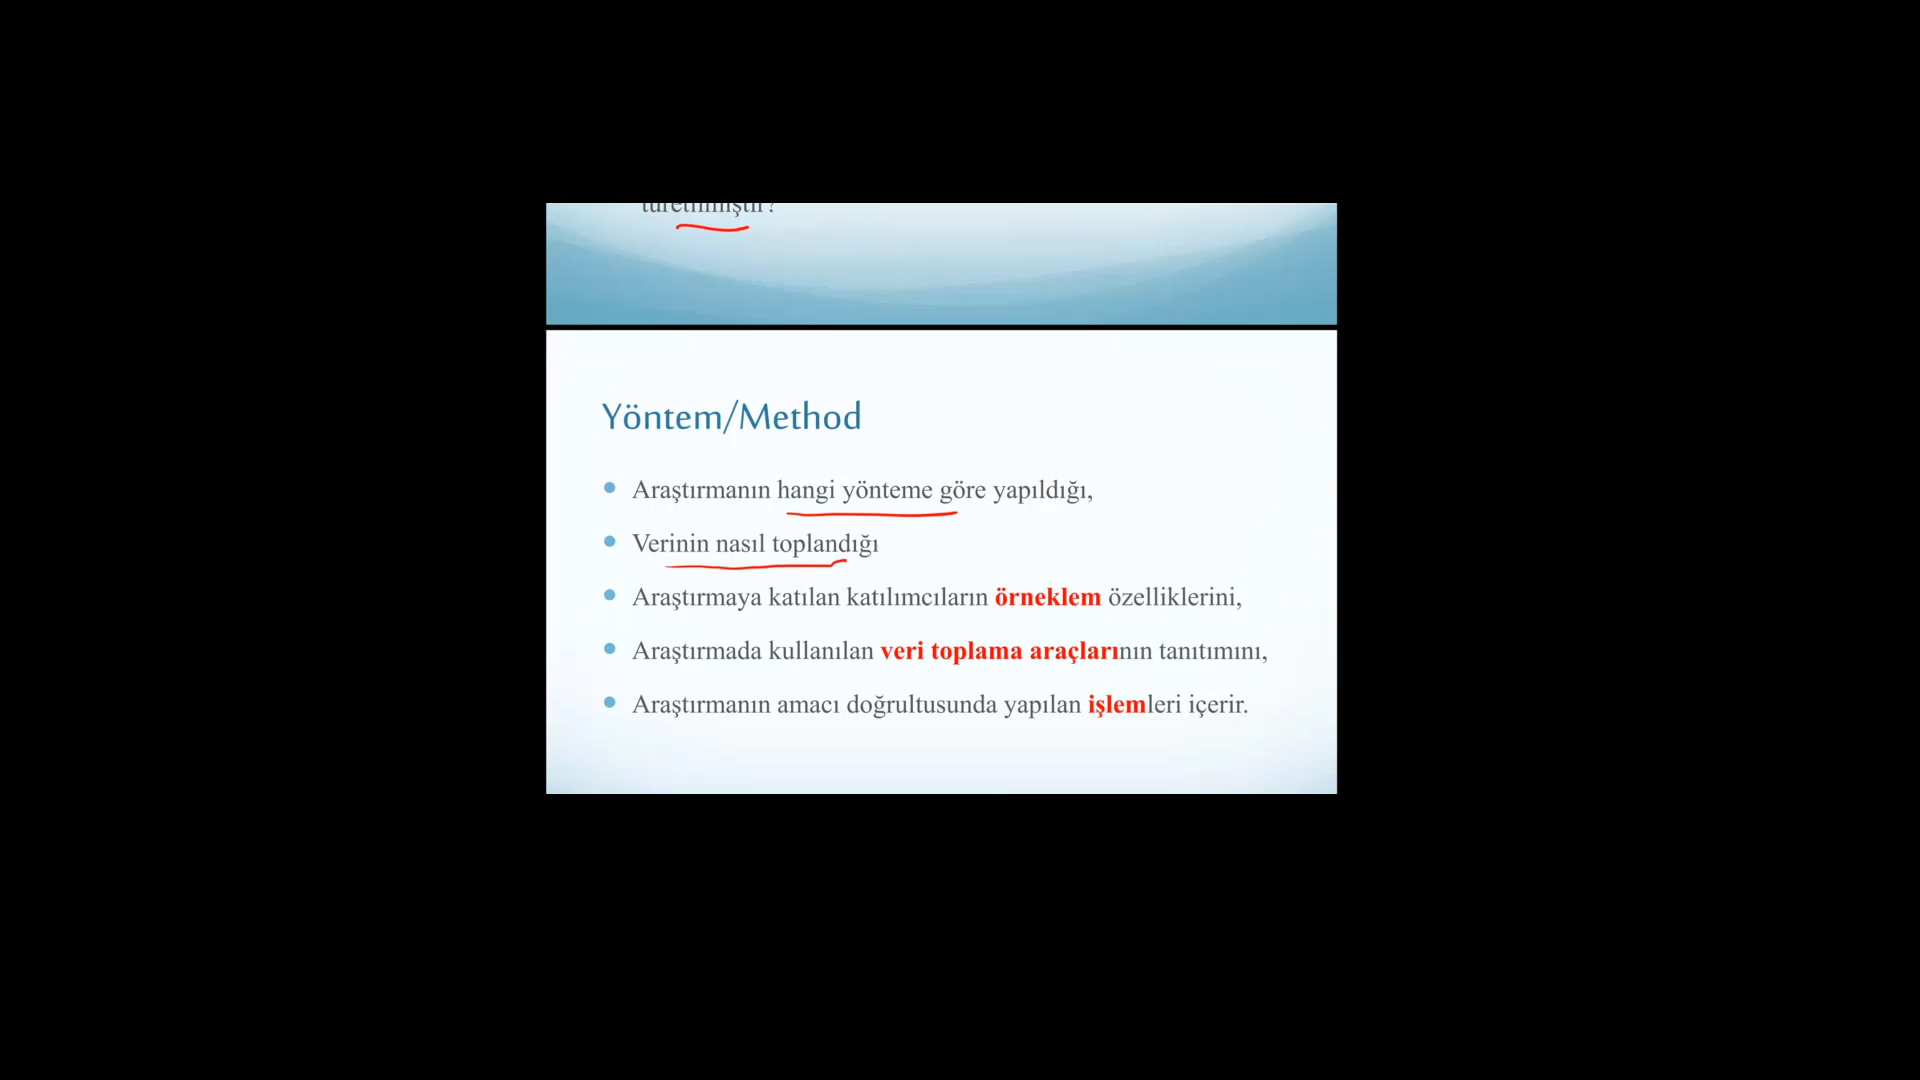 türetilmiştir?
Yöntem/Method
Araştırmanın hangi yönteme göre yapıldığı,
Verinin nasıl toplandığı
Araştırmaya katılan katılımcıların örneklem özelliklerini,
Araştırmada kullanılan veri toplama araçlarının tanıtımını,
Araştırmanın amacı doğrultusunda yapılan işlemleri içerir.